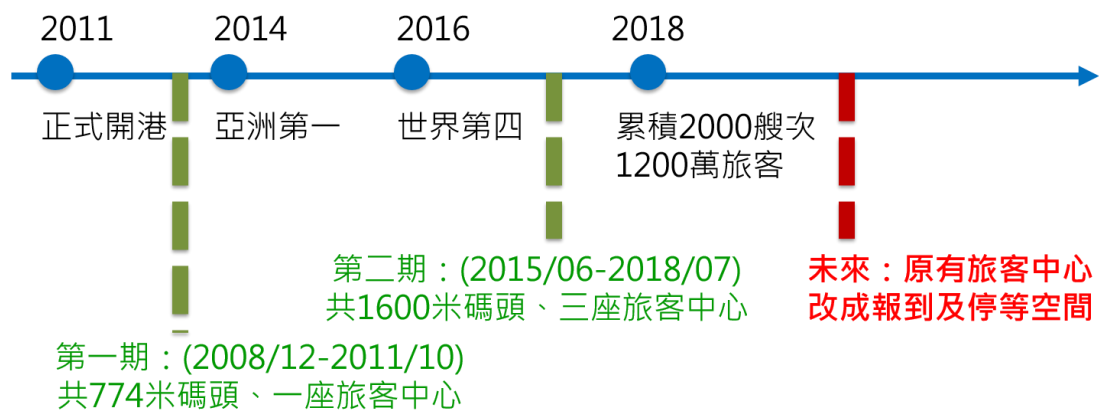 2011
2014
2016
2018
正式開港
亞洲第一
世界第四
累積2000艘次
1200萬旅客
第二期：(2015/06-2018/07)
共1600米碼頭、三座旅客中心
未來：原有旅客中心
改成報到及停等空間
第一期：(2008/12-2011/10)
共774米碼頭、一座旅客中心